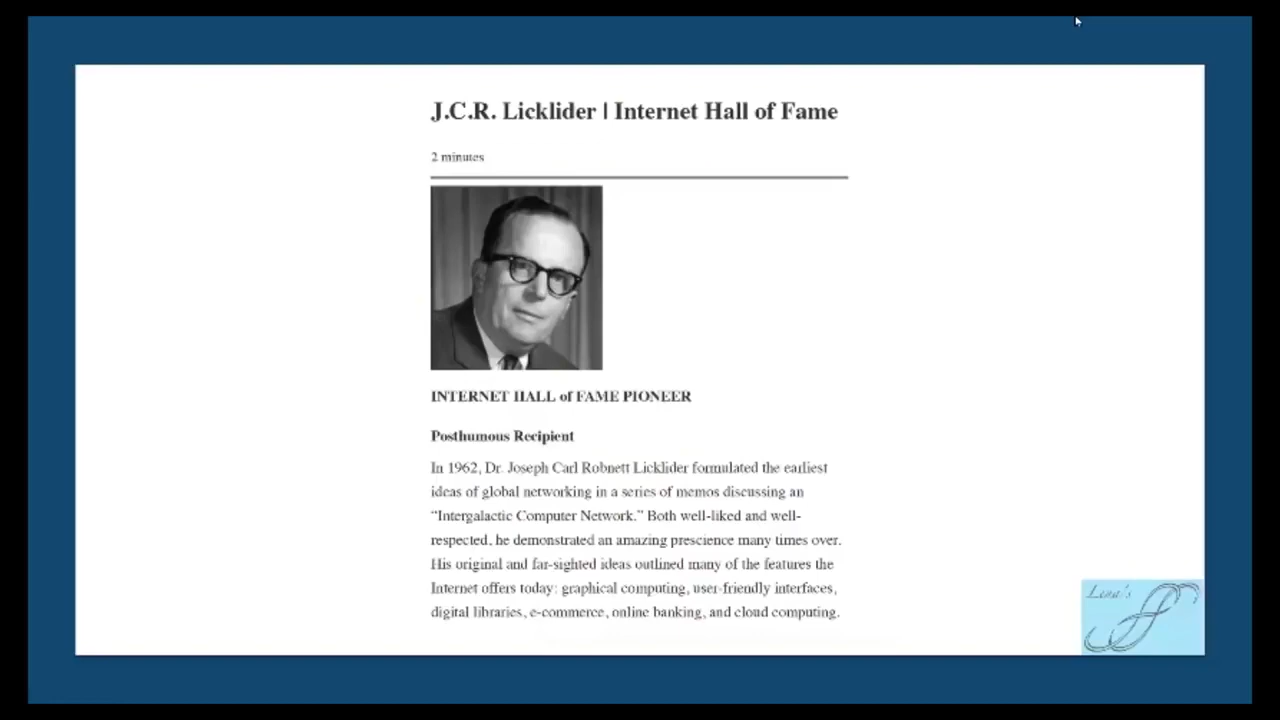 J.C.R. Licklider | Internet Hall of Fame
2 minutes
INTERNET HALL of FAME PIONEER
Posthumous Recipient
In 1962, Dr. Joseph Carl Robnett Licklider formulated the earliest
ideas of global networking in a series of memos discussing an
“Intergalactic Computer Network.” Both well-liked and well-
respected, he demonstrated an amazing prescience many times over.
His original and far-sighted ideas outlined many of the features the
Internet offers today: graphical computing, user-friendly interfaces,
digital libraries, e-commerce, online banking, and cloud computing.
Lena's